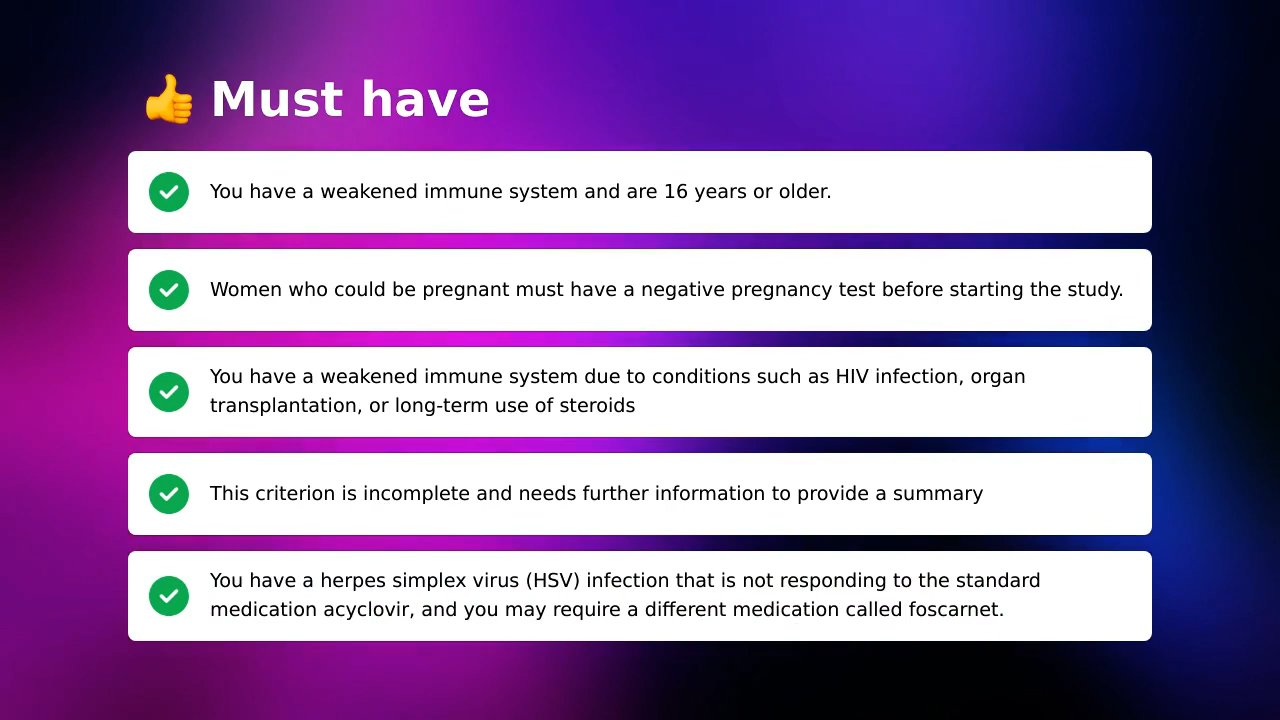 👍 Must have
You have a weakened immune system and are 16 years or older.
Women who could be pregnant must have a negative pregnancy test before starting the study.
You have a weakened immune system due to conditions such as HIV infection, organ
transplantation, or long-term use of steroids
This criterion is incomplete and needs further information to provide a summary
You have a herpes simplex virus (HSV) infection that is not responding to the standard
medication acyclovir, and you may require a different medication called foscarnet.